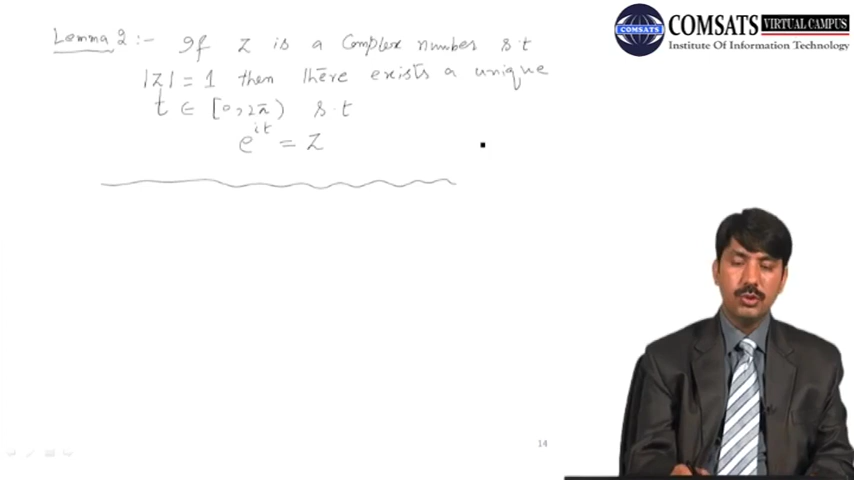 Lemma 2 :- If Z is a Complex number s.t
|Z| = 1 then there exists a unique
t ∈ [0, 2π) s.t
e^{it} = Z
COMSATS
COMSATS VIRTUAL CAMPUS
Institute Of Information Technology
14